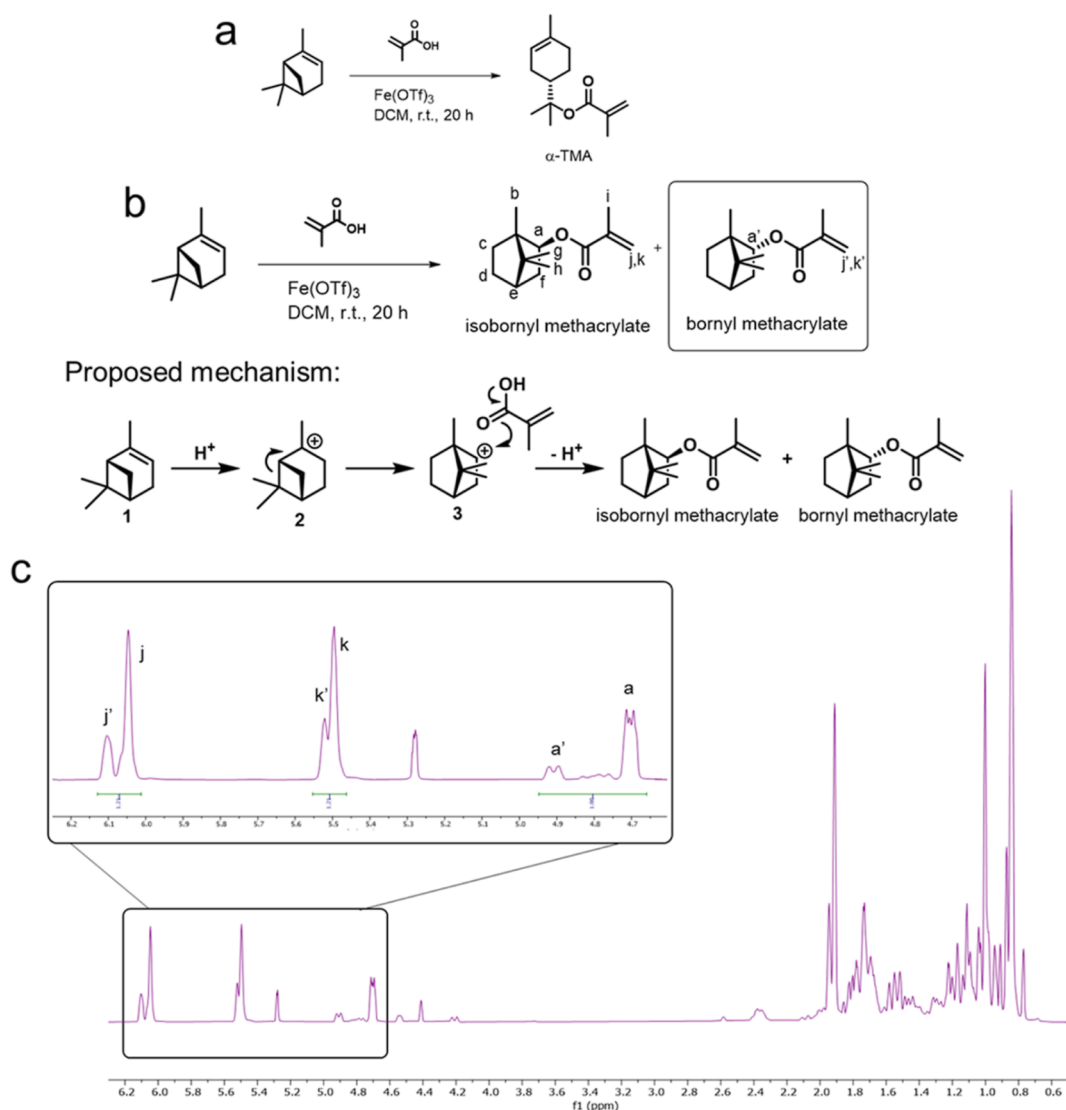 a
O
OH
Fe(OTf)3
DCM, r.t., 20 h
O
O
α-TMA
b
O
OH
Fe(OTf)3
DCM, r.t., 20 h
b
a
c
d
e
f
g
h
O
O
i
j,k
isobornyl methacrylate
+
a'
O
O
j',k'
bornyl methacrylate
Proposed mechanism:
1
H+
+
2
+
3
OH
O
- H+
O
O
isobornyl methacrylate
+
O
O
bornyl methacrylate
c
j'
j
k'
k
a'
a
6.2 6.1 6.0 5.9 5.8 5.7 5.6 5.5 5.4 5.3 5.2 5.1 5.0 4.9 4.8 4.7
6.2 6.0 5.8 5.6 5.4 5.2 5.0 4.8 4.6 4.4 4.2 4.0 3.8 3.6 3.4 3.2 3.0 2.8 2.6 2.4 2.2 2.0 1.8 1.6 1.4 1.2 1.0 0.8 0.6
f1 (ppm)